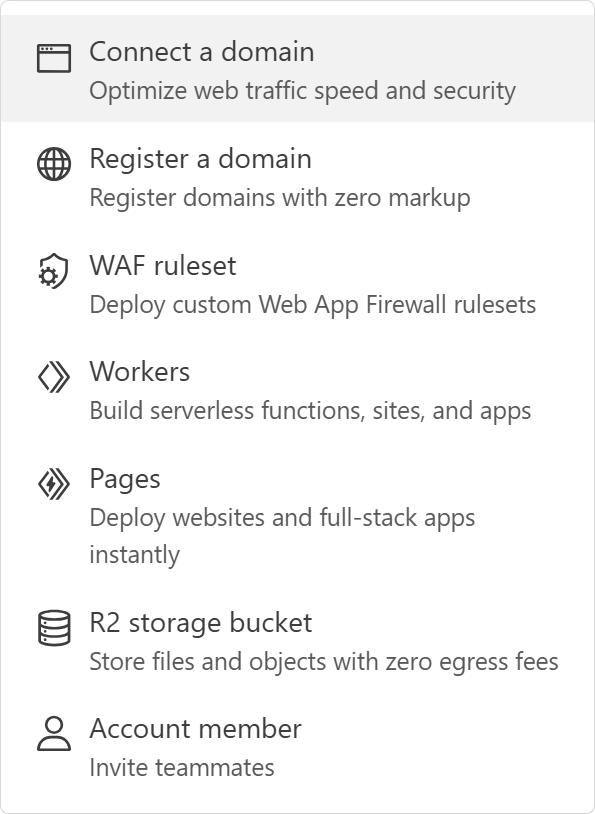 Connect a domain
Optimize web traffic speed and security
Register a domain
Register domains with zero markup
WAF ruleset
Deploy custom Web App Firewall rulesets
Workers
Build serverless functions, sites, and apps
Pages
Deploy websites and full-stack apps
instantly
R2 storage bucket
Store files and objects with zero egress fees
Account member
Invite teammates